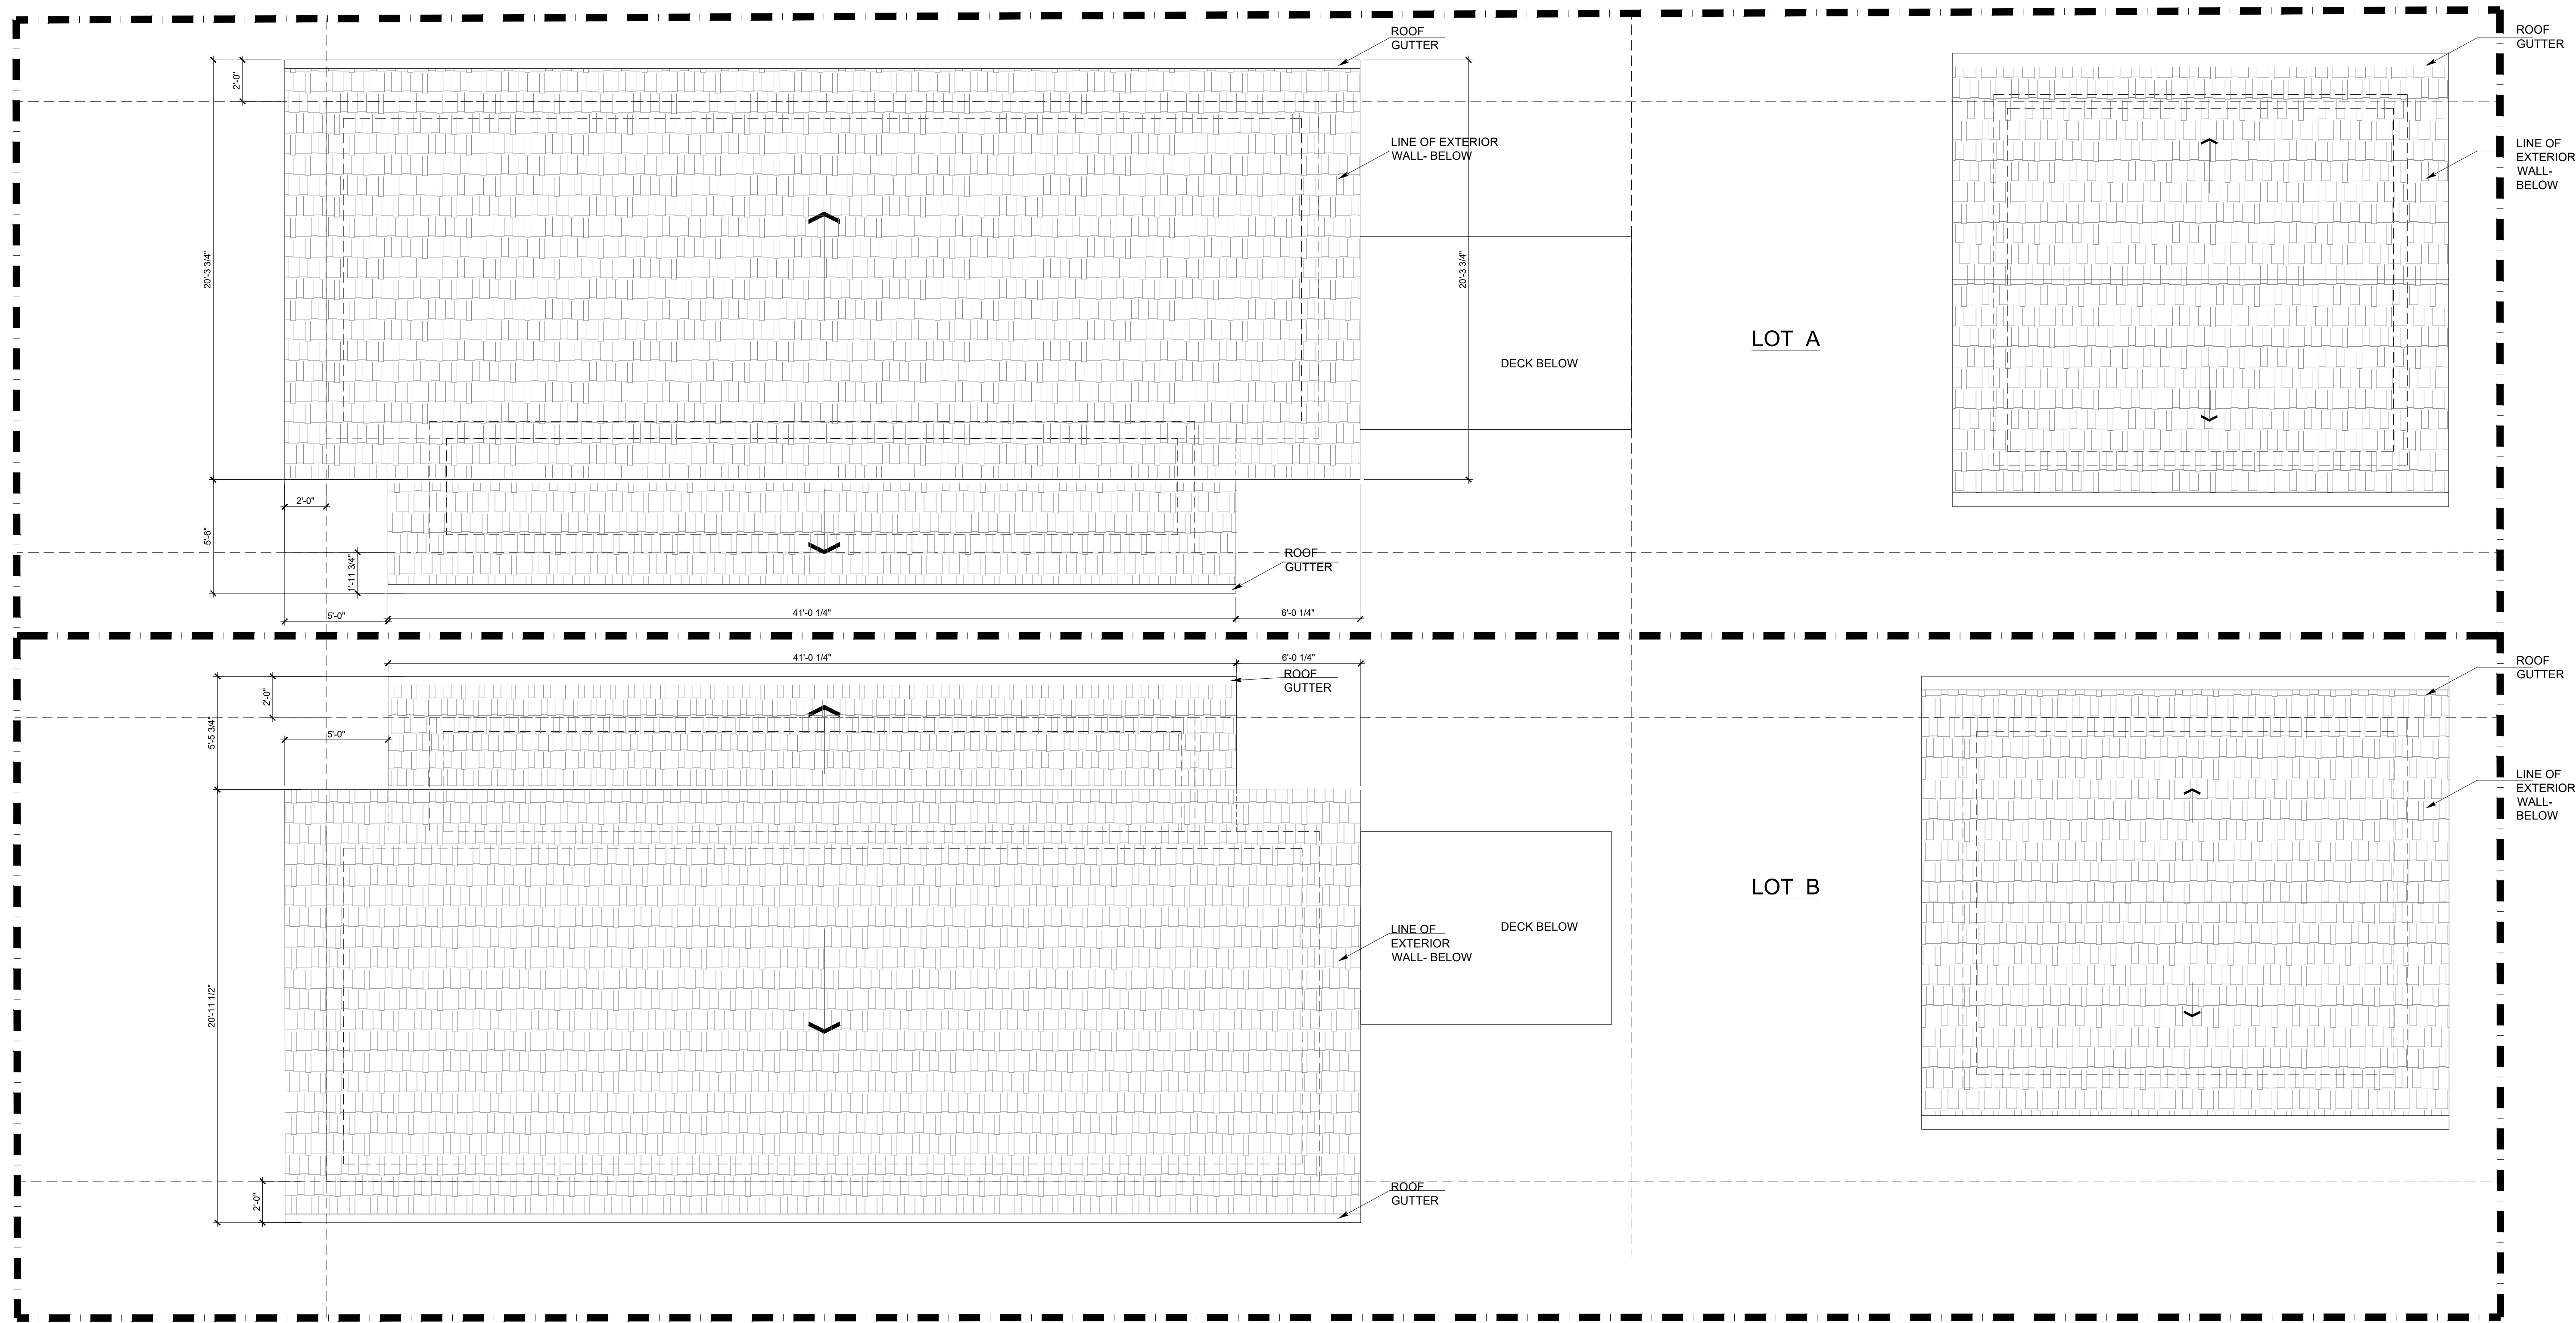 ROOF
GUTTER
ROOF
GUTTER
2'-0"
LINE OF EXTERIOR
WALL- BELOW
LINE OF
EXTERIOR
WALL-
BELOW
20'-3 3/4"
20'-3 3/4"
LOT A
DECK BELOW
2'-0"
5'-6"
1'-11 3/4"
ROOF
GUTTER
5'-0"
41'-0 1/4"
6'-0 1/4"
41'-0 1/4"
6'-0 1/4"
ROOF
GUTTER
ROOF
GUTTER
2'-0"
5'-5 3/4"
5'-0"
LINE OF
EXTERIOR
WALL-
BELOW
LOT B
DECK BELOW
LINE OF
EXTERIOR
WALL- BELOW
20'-11 1/2"
2'-0"
ROOF
GUTTER